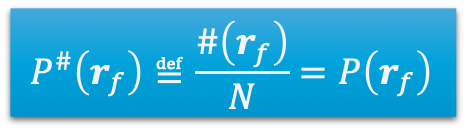 P^#(r_f) ≝ #(r_f)/N = P(r_f)